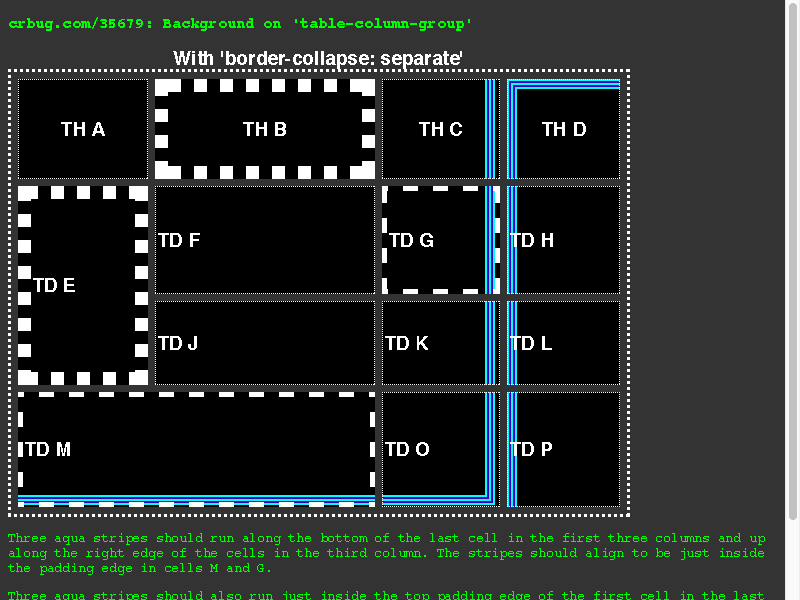 crbug.com/35679: Background on 'table-column-group'
With 'border-collapse: separate'
TH A TH B TH C TH D
TD E TD F TD G TD H
TD J TD K TD L
TD M TD O TD P
Three aqua stripes should run along the bottom of the last cell in the first three columns and up
along the right edge of the cells in the third column. The stripes should align to be just inside
the padding edge in cells M and G.
Three aqua stripes should also run just inside the top padding edge of the first cell in the last